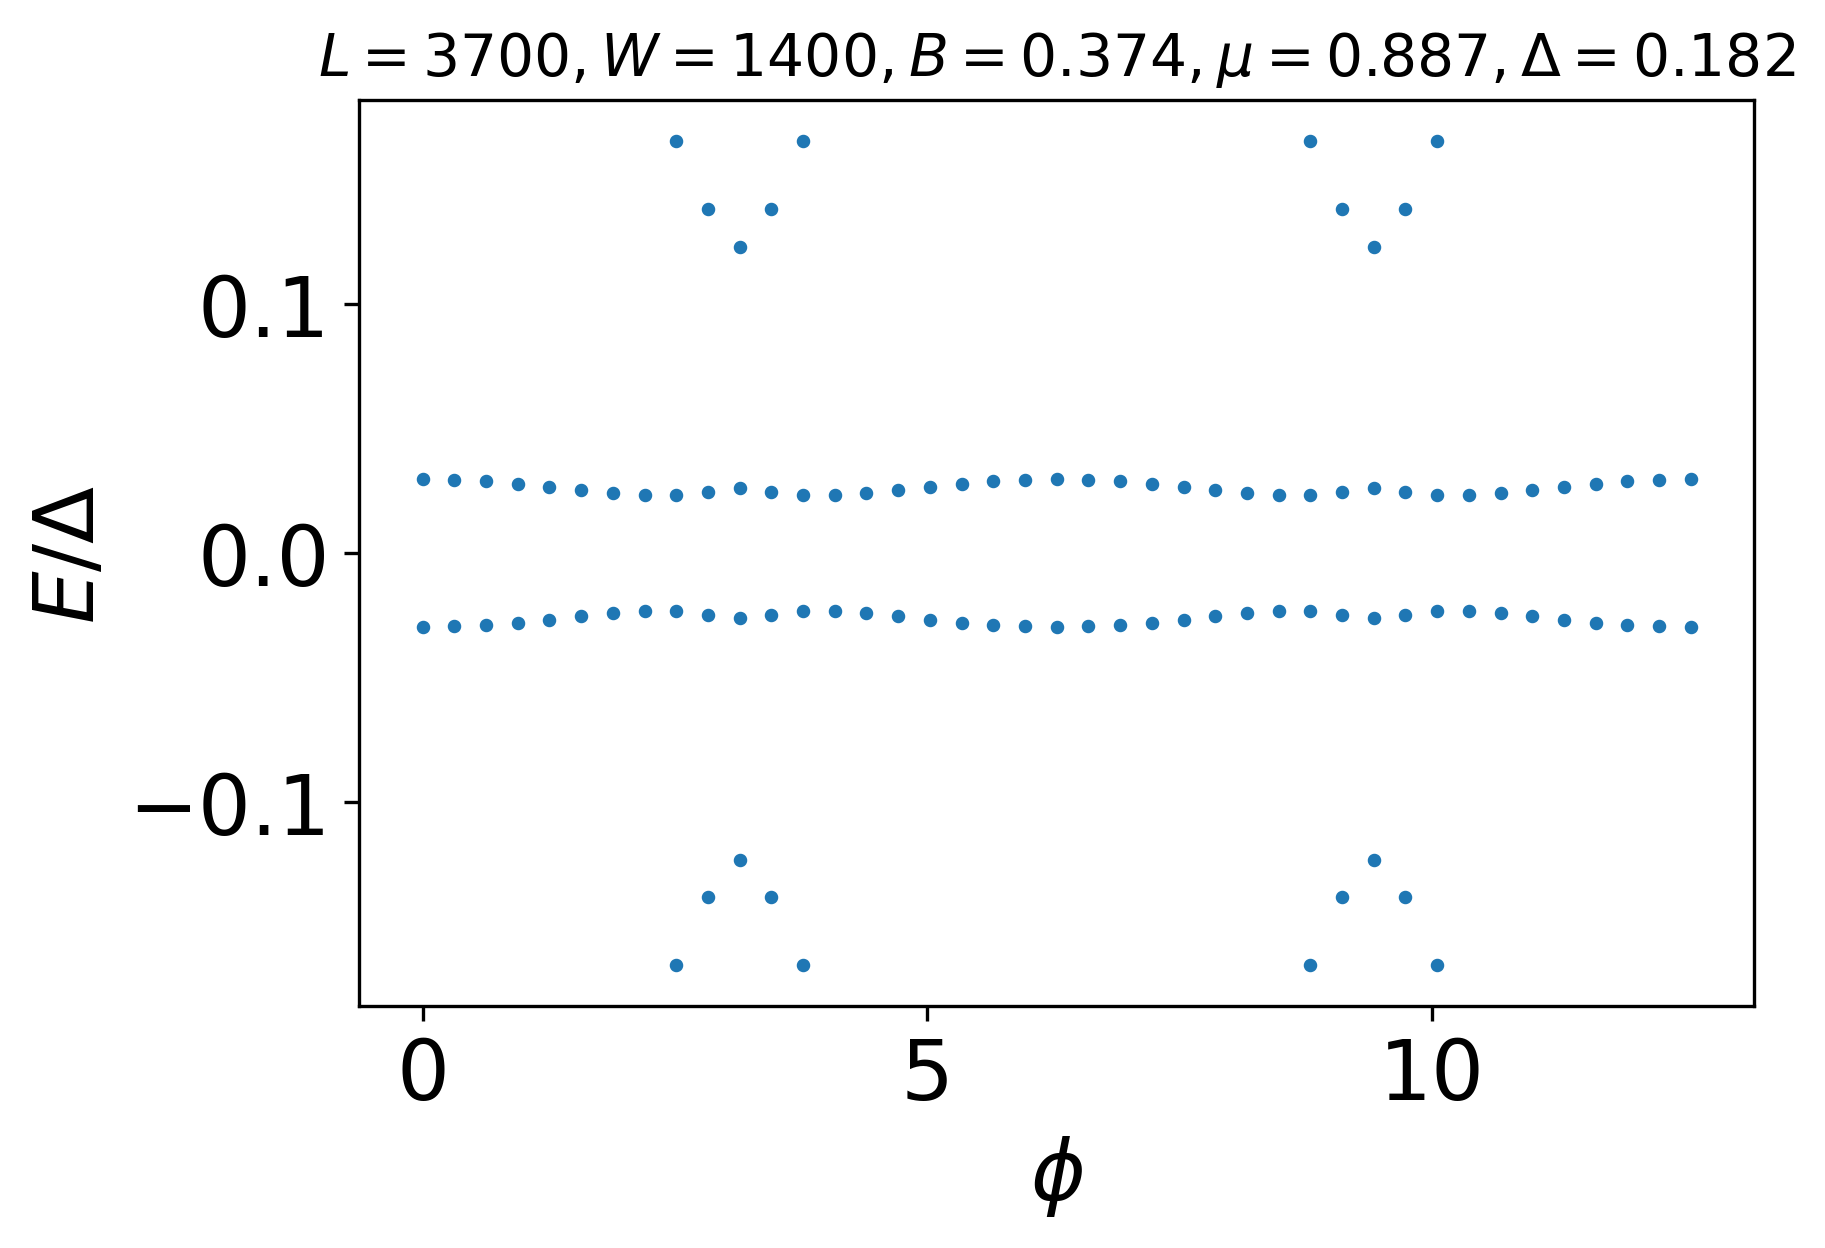 L = 3700, W = 1400, B = 0.374, μ = 0.887, Δ = 0.182
E/Δ
0.1
0.0
−0.1
0 5 10
ϕ